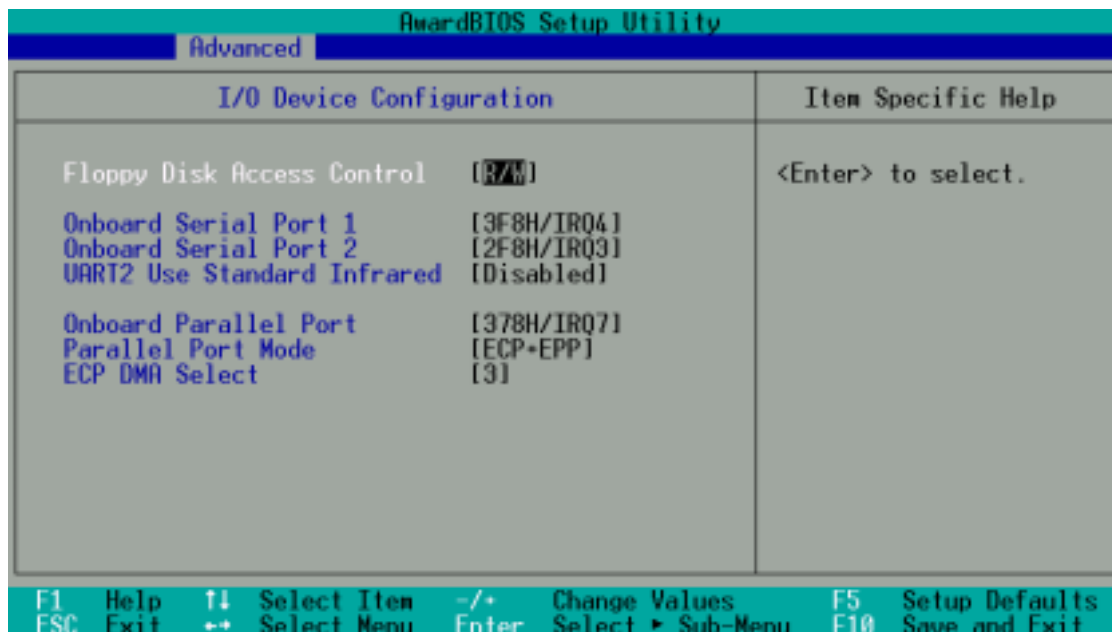 AwardBIOS Setup Utility
Advanced
I/O Device Configuration
Item Specific Help
Floppy Disk Access Control [R/W]
<Enter> to select.
Onboard Serial Port 1 [3F8H/IRQ4]
Onboard Serial Port 2 [2F8H/IRQ3]
UART2 Use Standard Infrared [Disabled]
Onboard Parallel Port [378H/IRQ7]
Parallel Port Mode [ECP+EPP]
ECP DMA Select [3]
F1 Help ↑↓ Select Item -/+ Change Values F5 Setup Defaults
ESC Exit ←→ Select Menu Enter Select ► Sub-Menu F10 Save and Exit